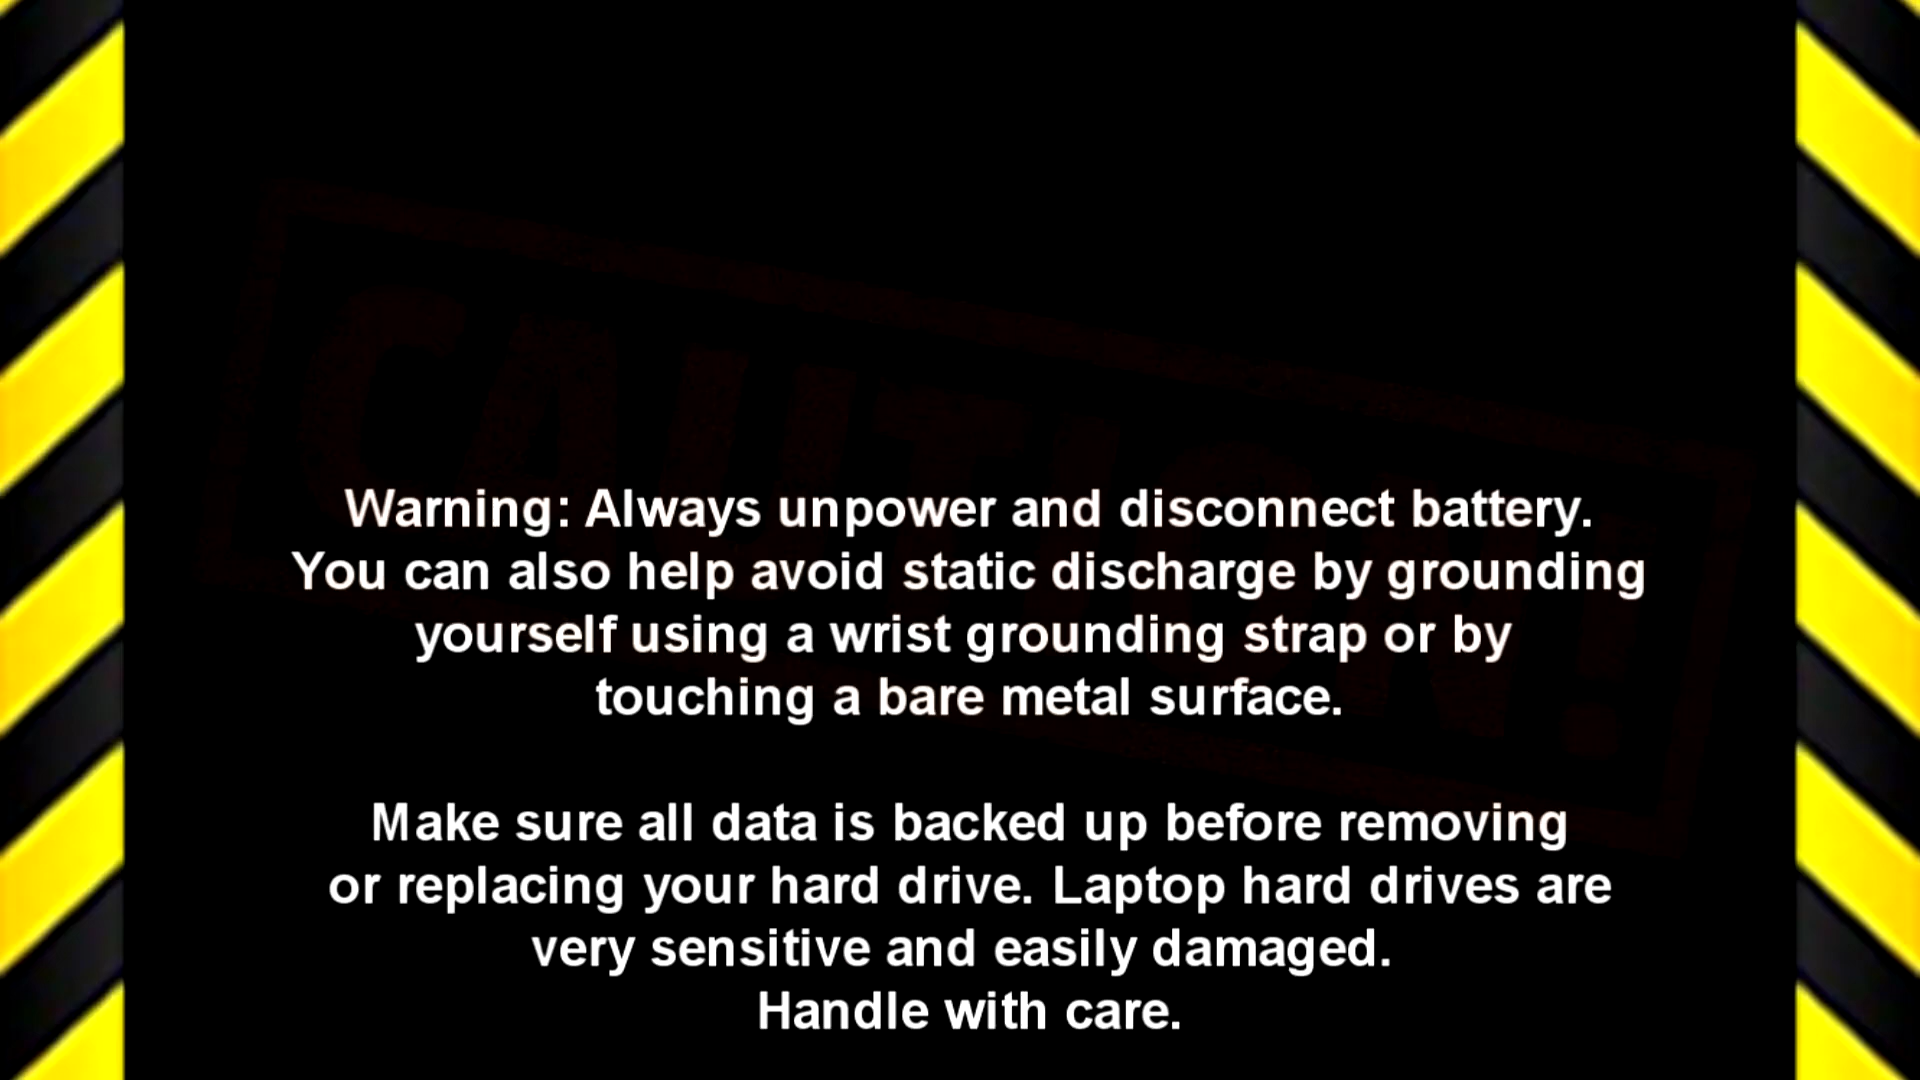 CAUTION!
Warning: Always unpower and disconnect battery.
You can also help avoid static discharge by grounding
yourself using a wrist grounding strap or by
touching a bare metal surface.
Make sure all data is backed up before removing
or replacing your hard drive. Laptop hard drives are
very sensitive and easily damaged.
Handle with care.